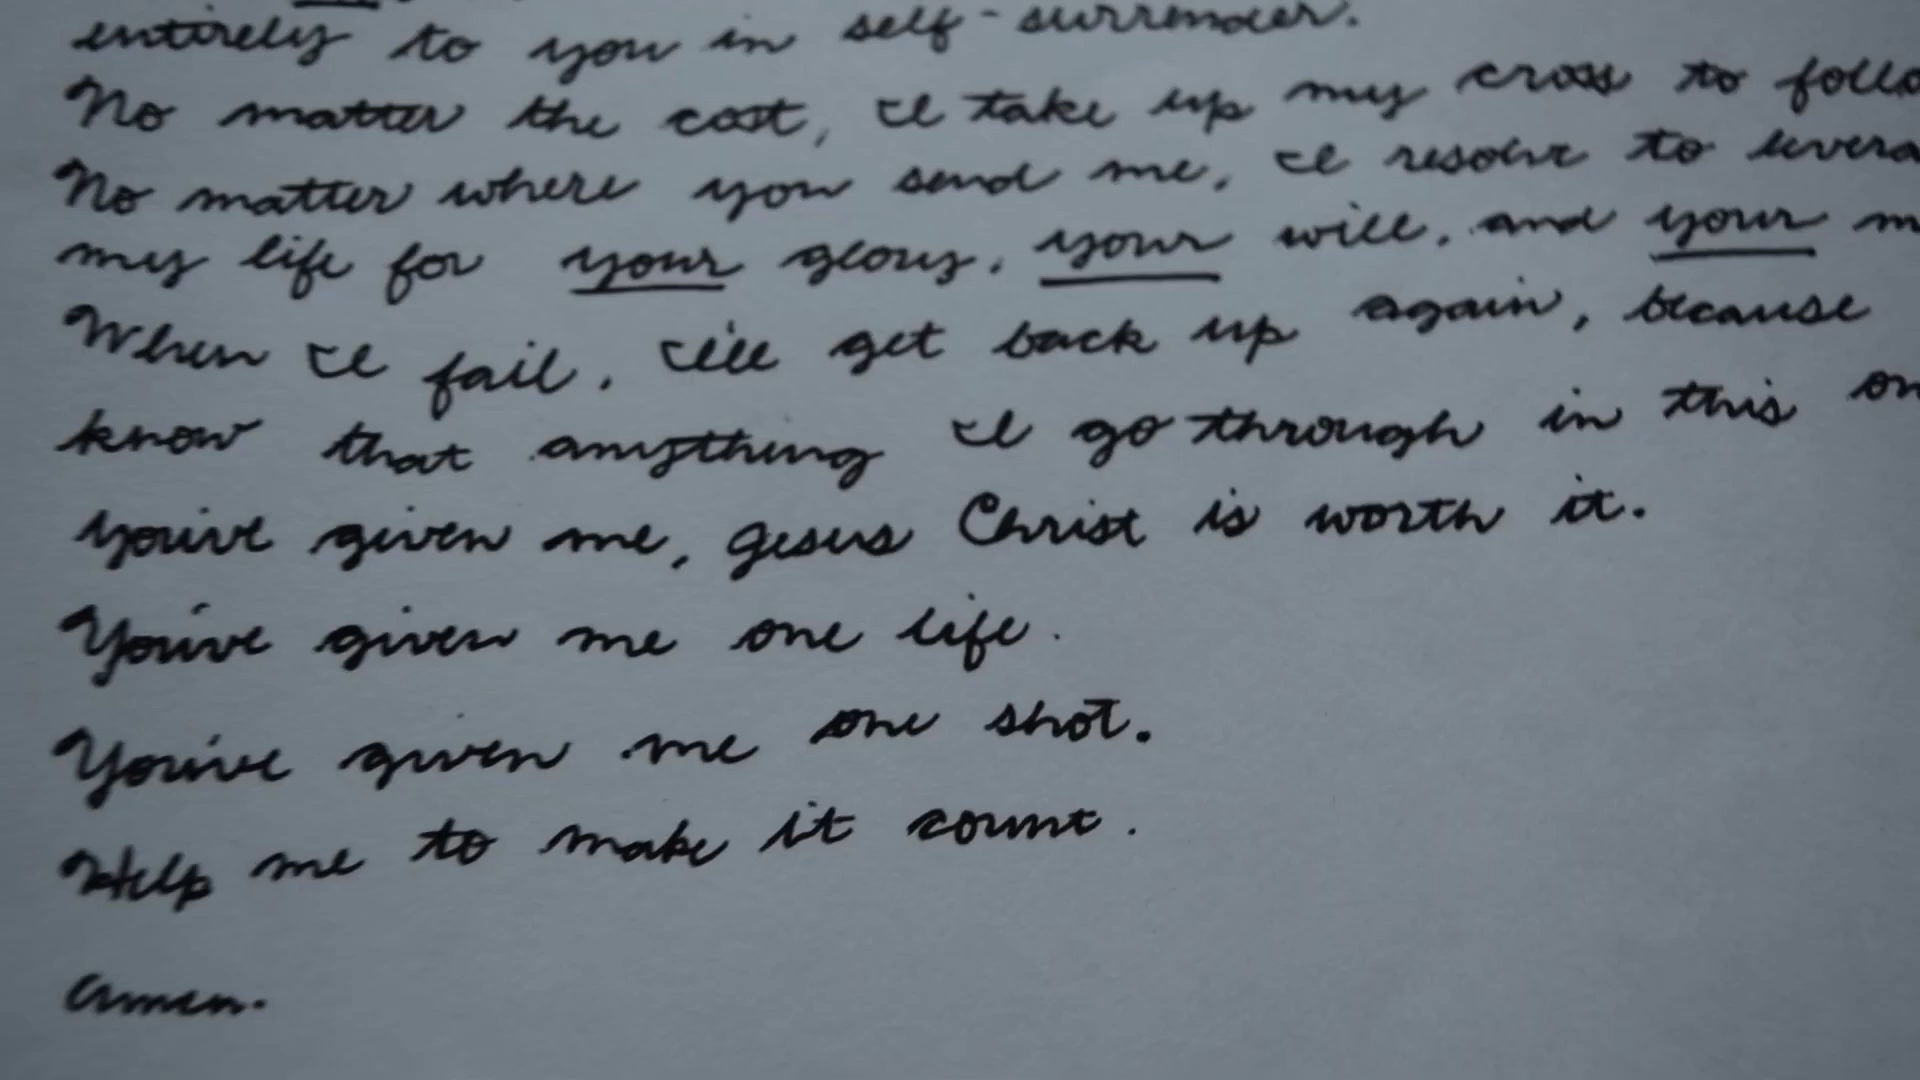 entirely to you in self-surrender.
No matter the cost, I take up my cross to follo
No matter where you send me, I resolve to levera
my life for your glory, your will, and your m
When I fail, I'll get back up again, because
know that anything I go through in this on
you've given me, Jesus Christ is worth it.
You've given me one life.
You've given me one shot.
Help me to make it count.
Amen.